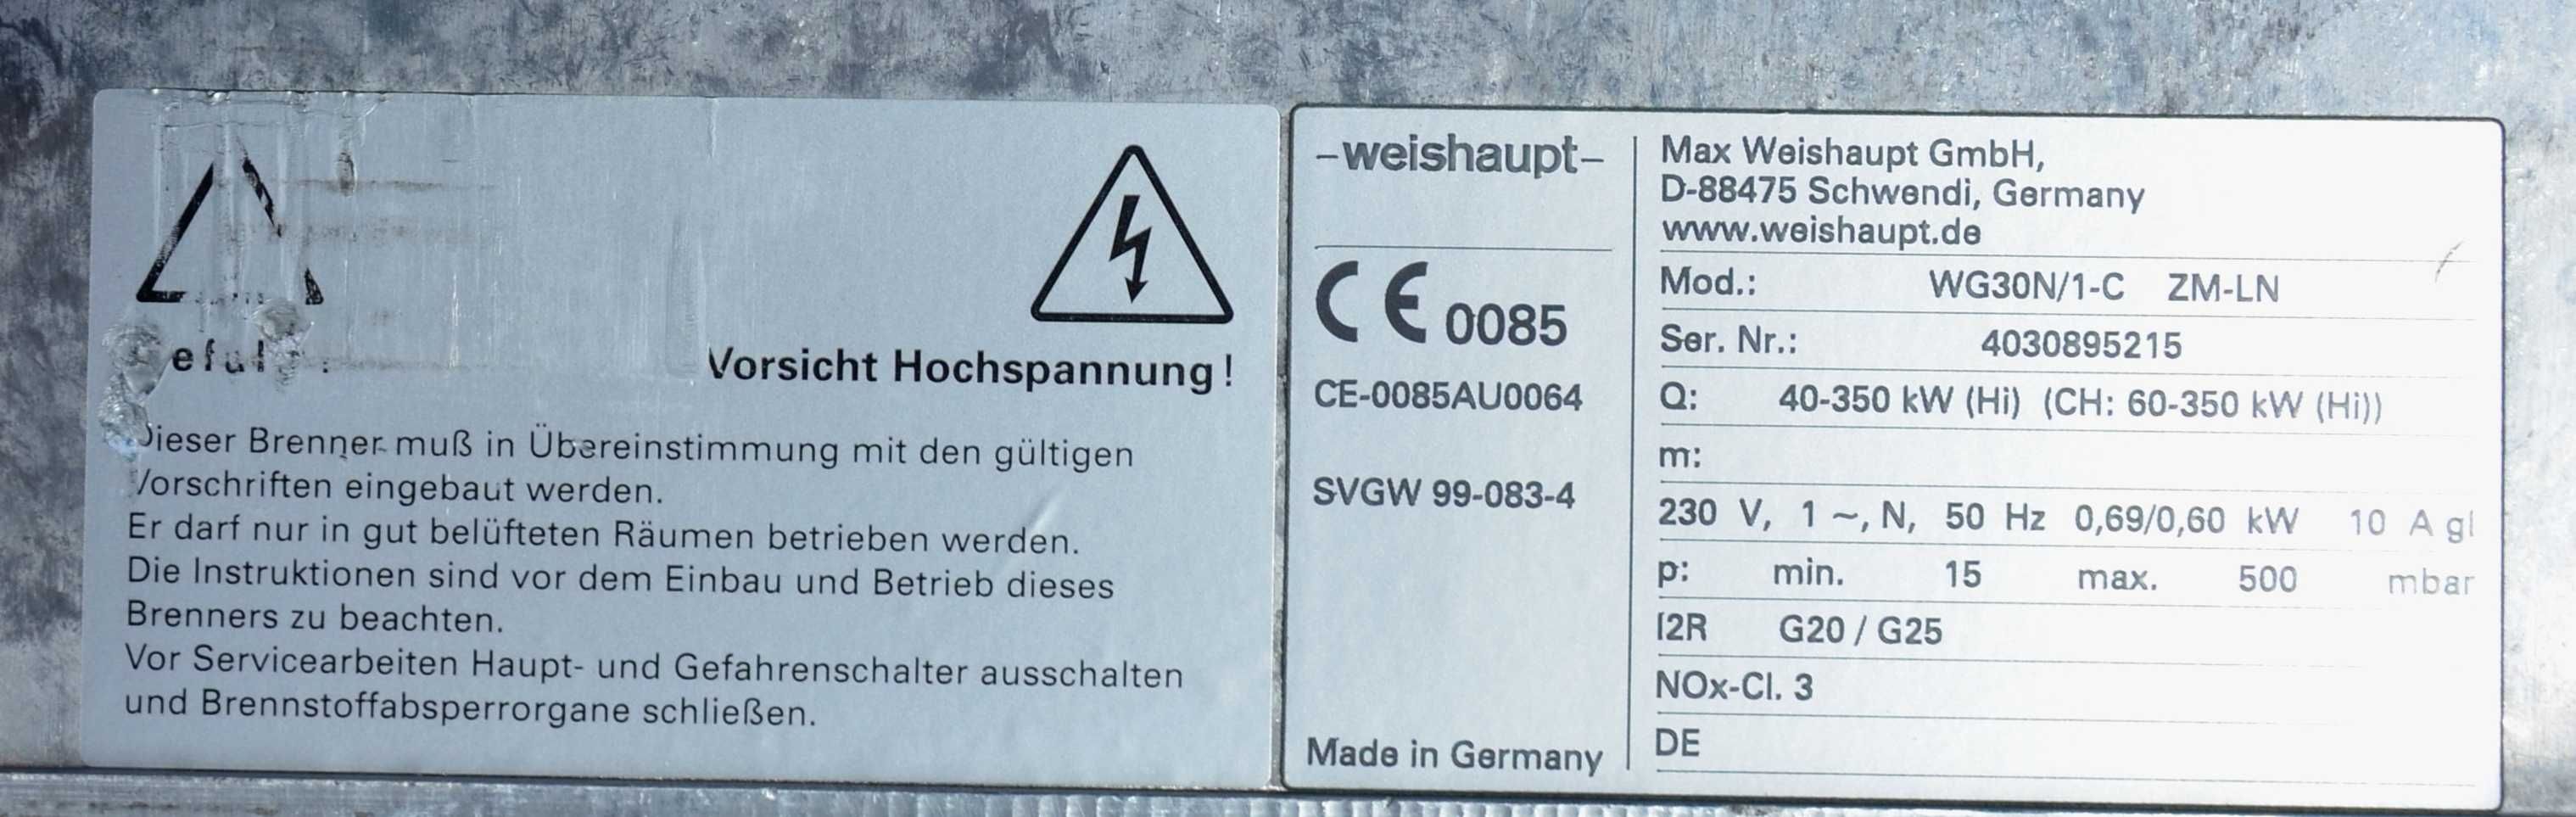 Vorsicht Hochspannung!
Dieser Brenner muß in Übereinstimmung mit den gültigen
Vorschriften eingebaut werden.
Er darf nur in gut belüfteten Räumen betrieben werden.
Die Instruktionen sind vor dem Einbau und Betrieb dieses
Brenners zu beachten.
Vor Servicearbeiten Haupt- und Gefahrenschalter ausschalten
und Brennstoffabsperrorgane schließen.
-weishaupt-
CE 0085
CE-0085AU0064
SVGW 99-083-4
Made in Germany
Max Weishaupt GmbH,
D-88475 Schwendi, Germany
www.weishaupt.de
Mod.: WG30N/1-C ZM-LN
Ser. Nr.: 4030895215
Q: 40-350 kW (Hi) (CH: 60-350 kW (Hi))
m:
230 V, 1 ~, N, 50 Hz 0,69/0,60 kW 10 A gl
p: min. 15 max. 500 mbar
I2R G20 / G25
NOx-Cl. 3
DE